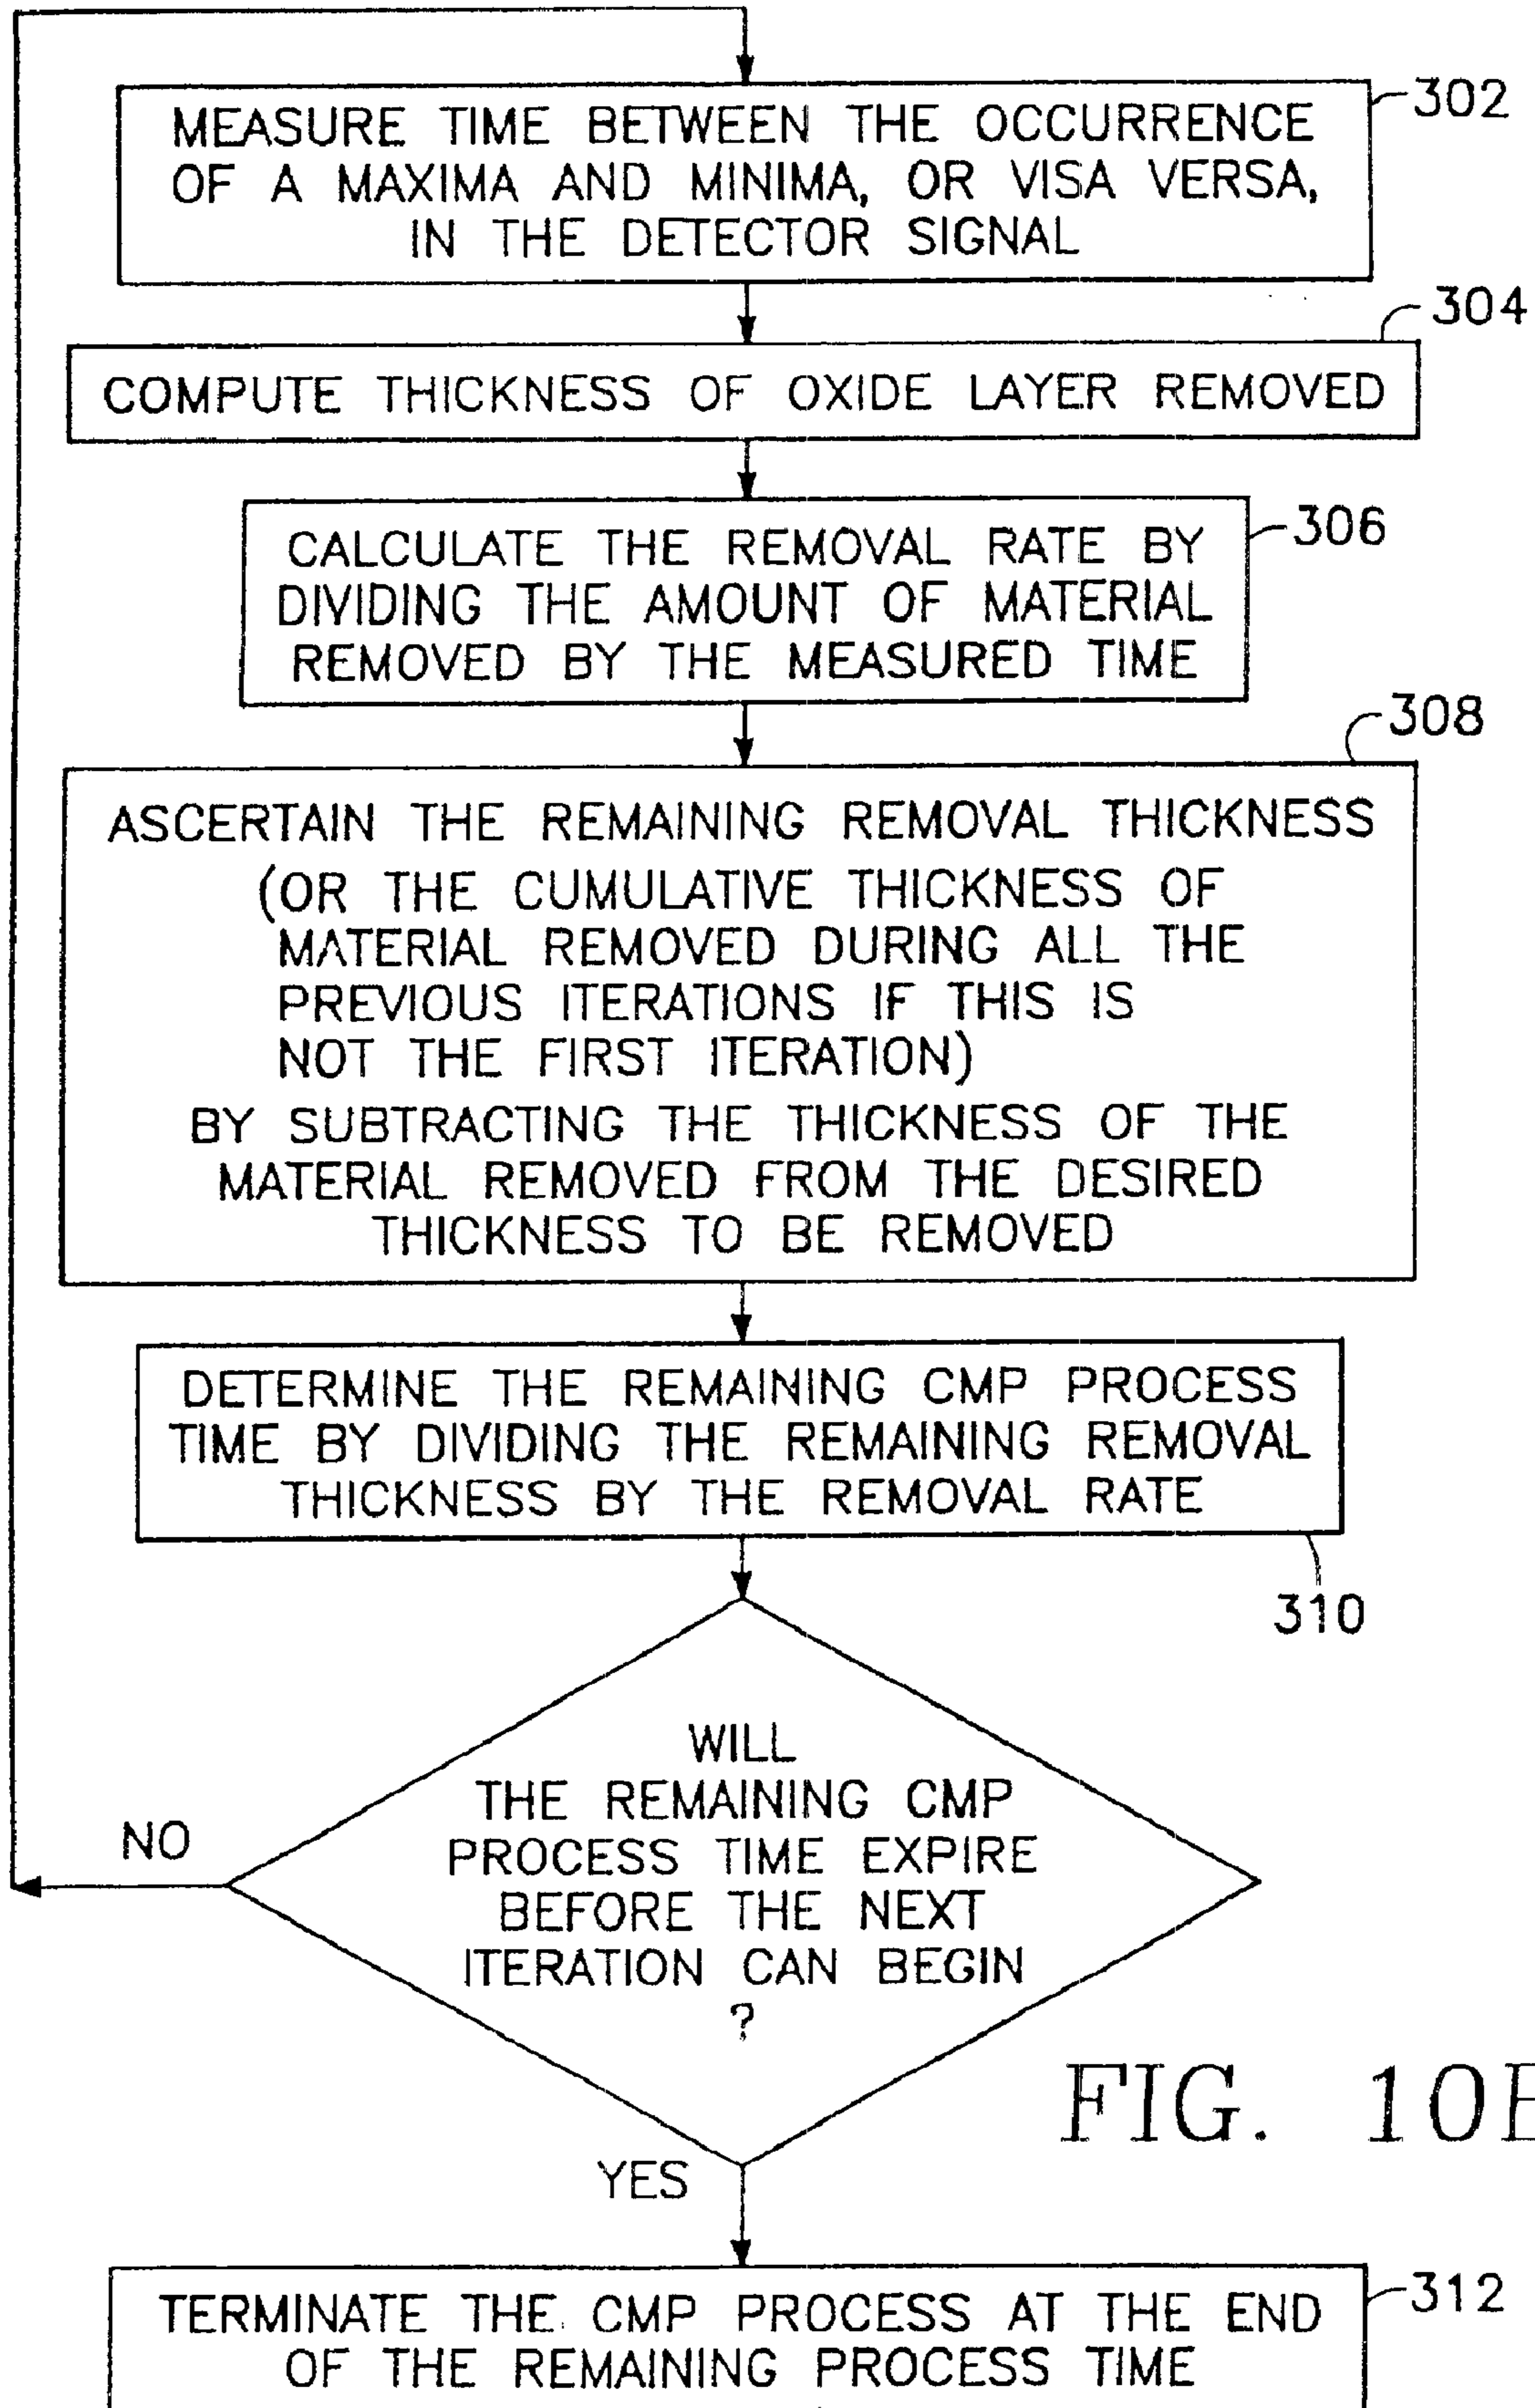 MEASURE TIME BETWEEN THE OCCURRENCE
OF A MAXIMA AND MINIMA, OR VISA VERSA,
IN THE DETECTOR SIGNAL
302
COMPUTE THICKNESS OF OXIDE LAYER REMOVED
304
CALCULATE THE REMOVAL RATE BY
DIVIDING THE AMOUNT OF MATERIAL
REMOVED BY THE MEASURED TIME
306
ASCERTAIN THE REMAINING REMOVAL THICKNESS
(OR THE CUMULATIVE THICKNESS OF
MATERIAL REMOVED DURING ALL THE
PREVIOUS ITERATIONS IF THIS IS
NOT THE FIRST ITERATION)
BY SUBTRACTING THE THICKNESS OF THE
MATERIAL REMOVED FROM THE DESIRED
THICKNESS TO BE REMOVED
308
DETERMINE THE REMAINING CMP PROCESS
TIME BY DIVIDING THE REMAINING REMOVAL
THICKNESS BY THE REMOVAL RATE
310
WILL
THE REMAINING CMP
PROCESS TIME EXPIRE
BEFORE THE NEXT
ITERATION CAN BEGIN
?
NO
YES
FIG. 10
TERMINATE THE CMP PROCESS AT THE END
OF THE REMAINING PROCESS TIME
312